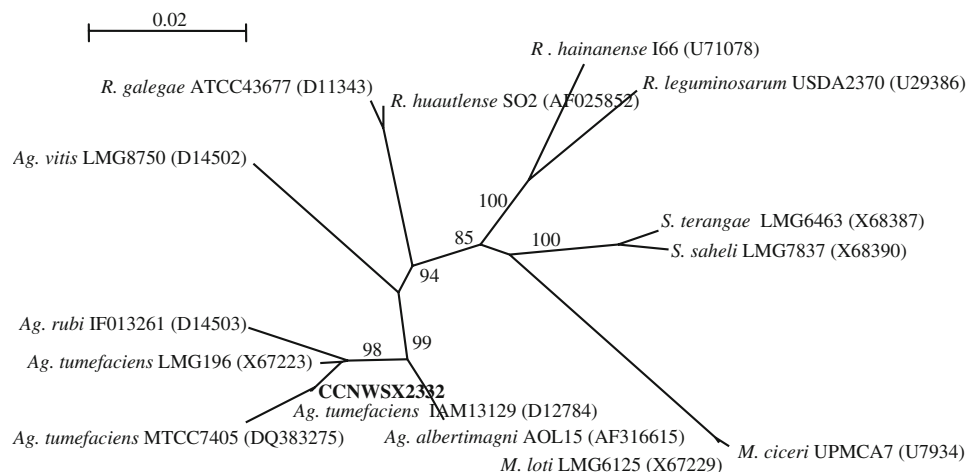 0.02
R . hainanense I66 (U71078)
R. galegae ATCC43677 (D11343)
R. leguminosarum USDA2370 (U29386)
R. huautlense SO2 (AF025852)
Ag. vitis LMG8750 (D14502)
100
S. terangae LMG6463 (X68387)
85
100
S. saheli LMG7837 (X68390)
94
Ag. rubi IF013261 (D14503)
98
99
Ag. tumefaciens LMG196 (X67223)
CCNWSX2332
Ag. tumefaciens IAM13129 (D12784)
Ag. tumefaciens MTCC7405 (DQ383275)
Ag. albertimagni AOL15 (AF316615)
M. ciceri UPMCA7 (U7934)
M. loti LMG6125 (X67229)